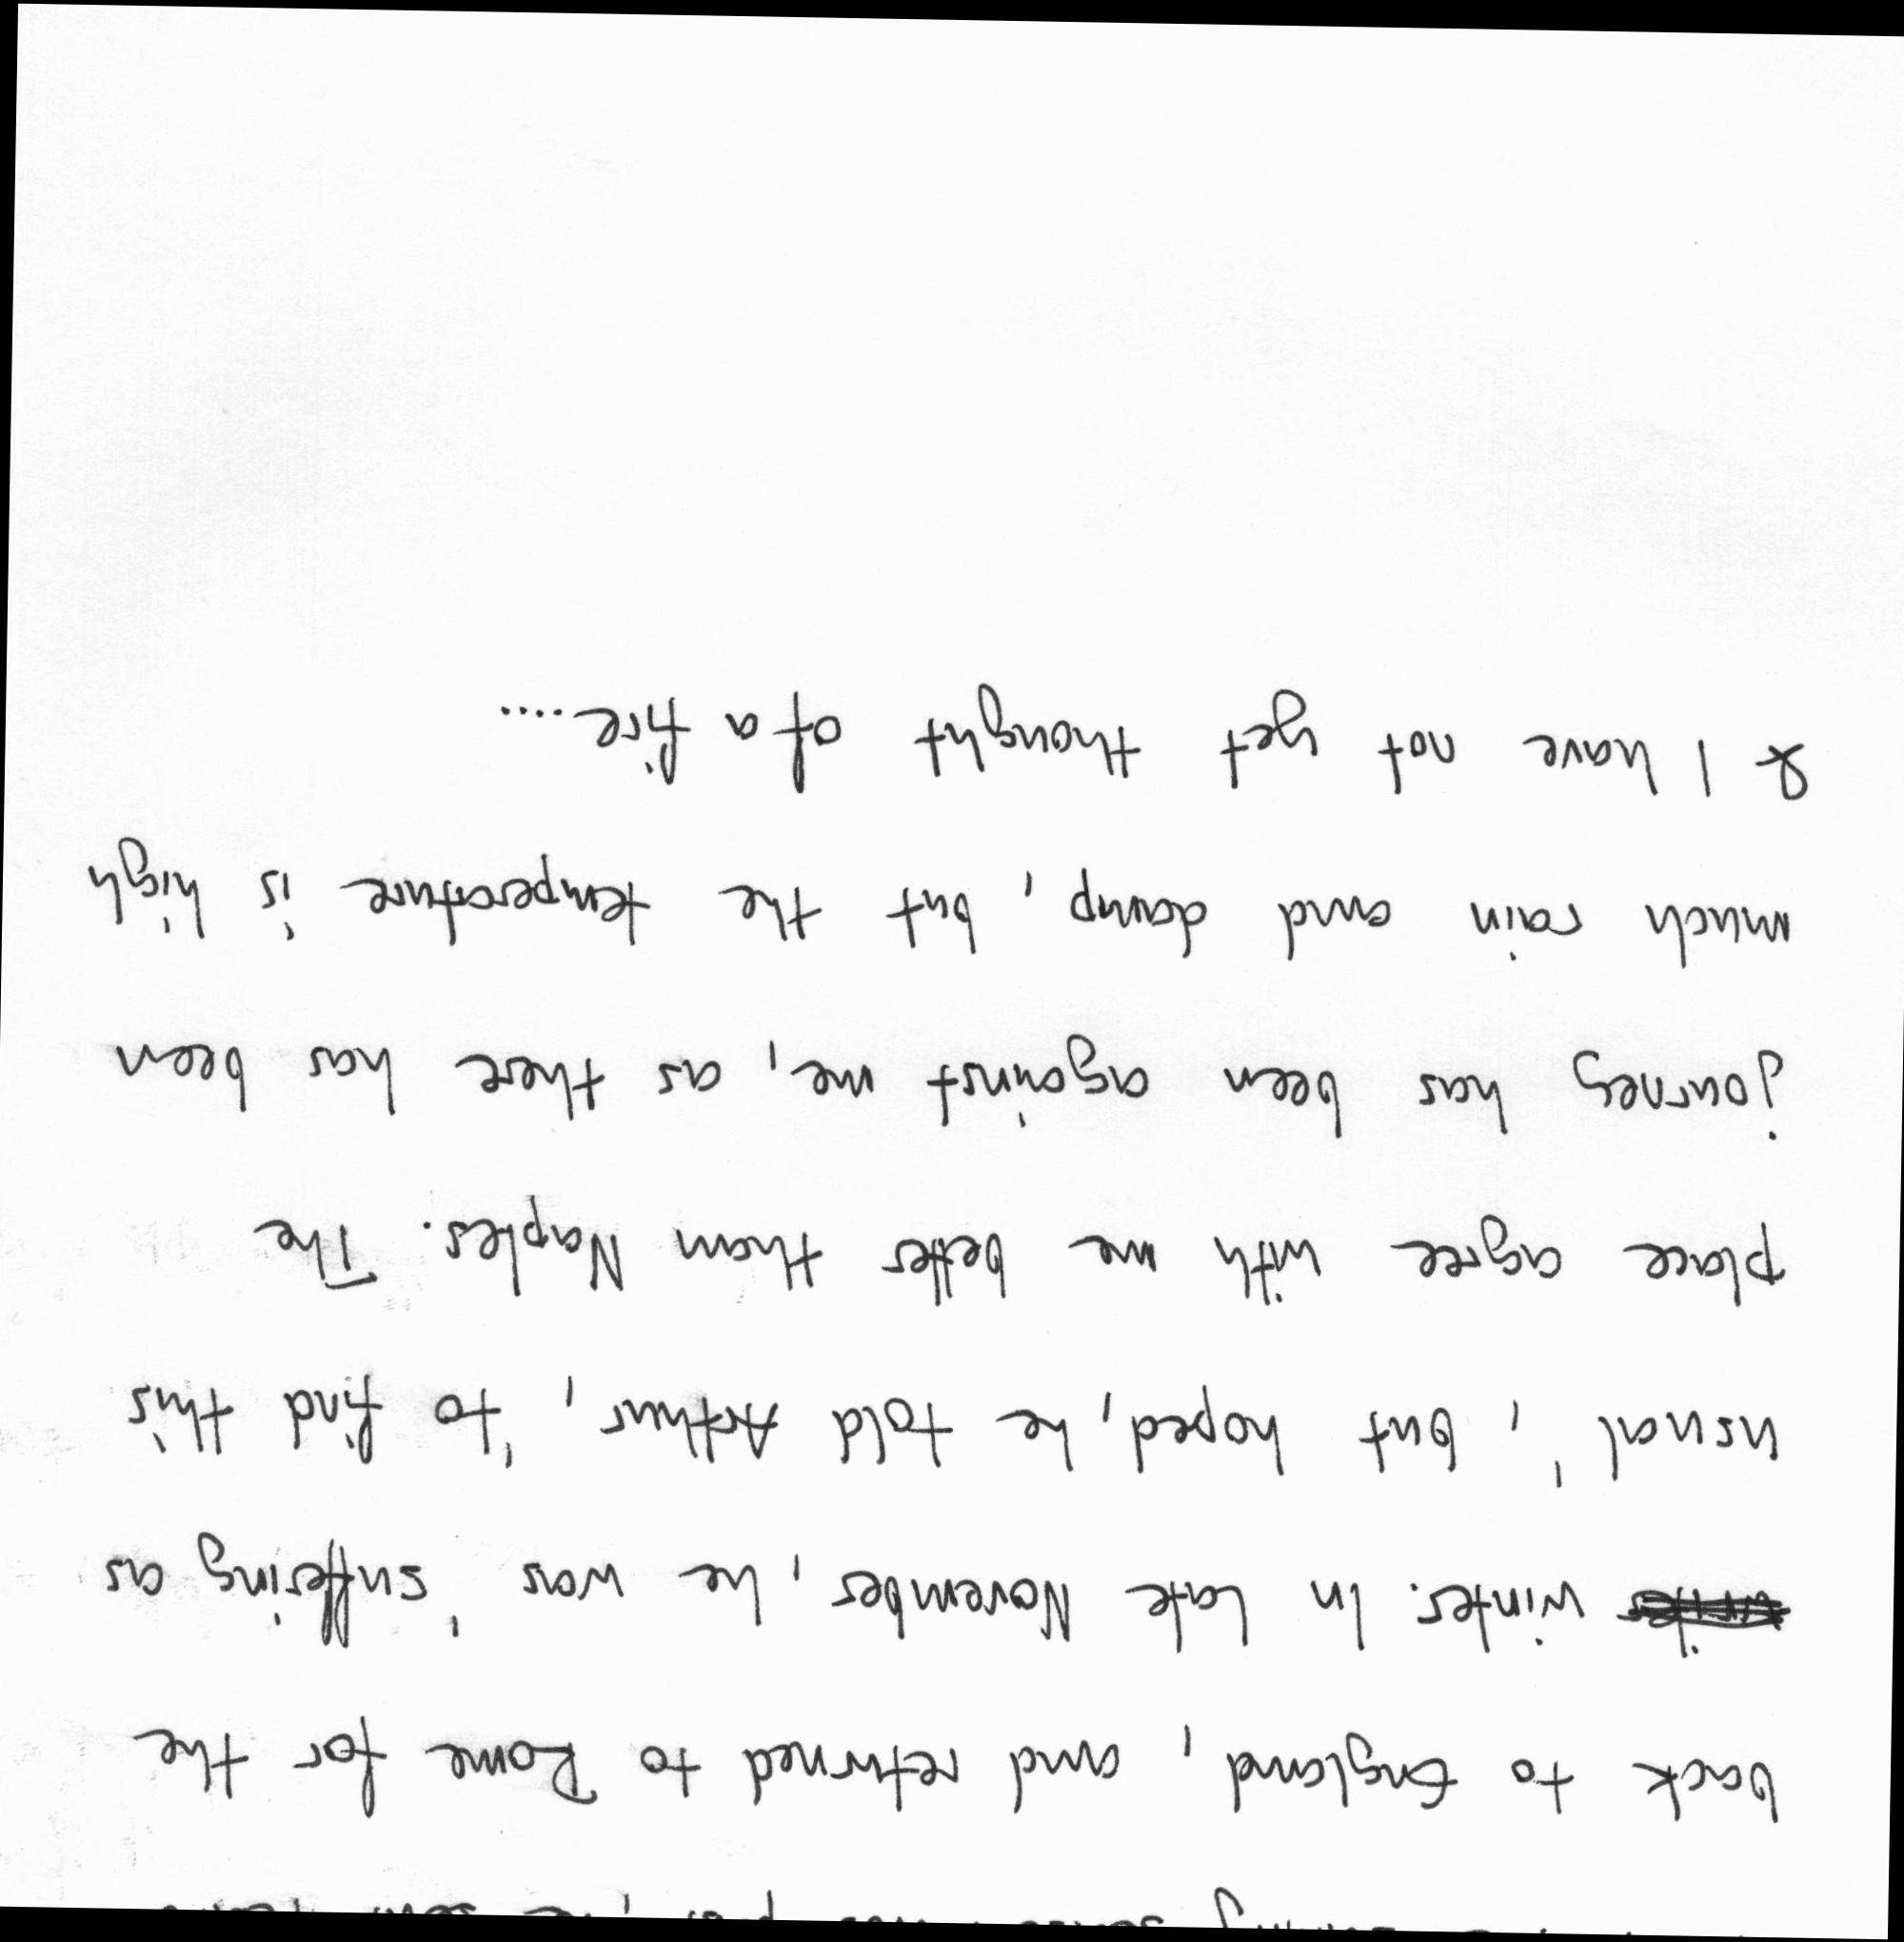 back to England, and returned to Rome for the
winter. In late November, he was 'suffering as
usual', but hoped, he told Arthur, 'to find this
place agree with me better than Naples. The
journey has been against me, as there has been
much rain and damp, but the temperature is high
& I have not yet thought of a fire.....